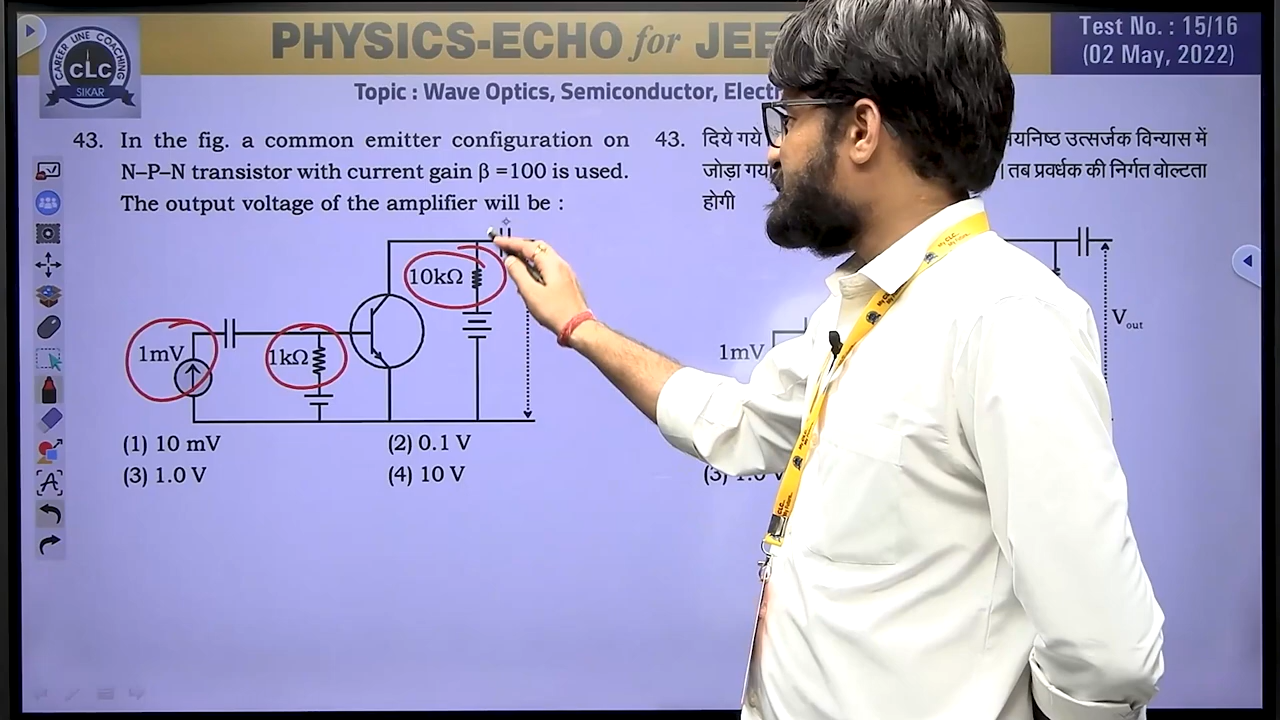 PHYSICS-ECHO for JEE
Test No. : 15/16
(02 May, 2022)
CAREER LINE COACHING
CLC
SIKAR
Topic : Wave Optics, Semiconductor,
43. In the fig. a common emitter configuration on
N–P–N transistor with current gain β =100 is used.
The output voltage of the amplifier will be :
10kΩ
1mV
1kΩ
(1) 10 mV
(2) 0.1 V
(3) 1.0 V
(4) 10 V
43. दिये गये उत्सर्जक विन्यास में
जोड़ा तब प्रवर्धक की निर्गत वोल्टता
होगी
1mV
Vout
(3)
A